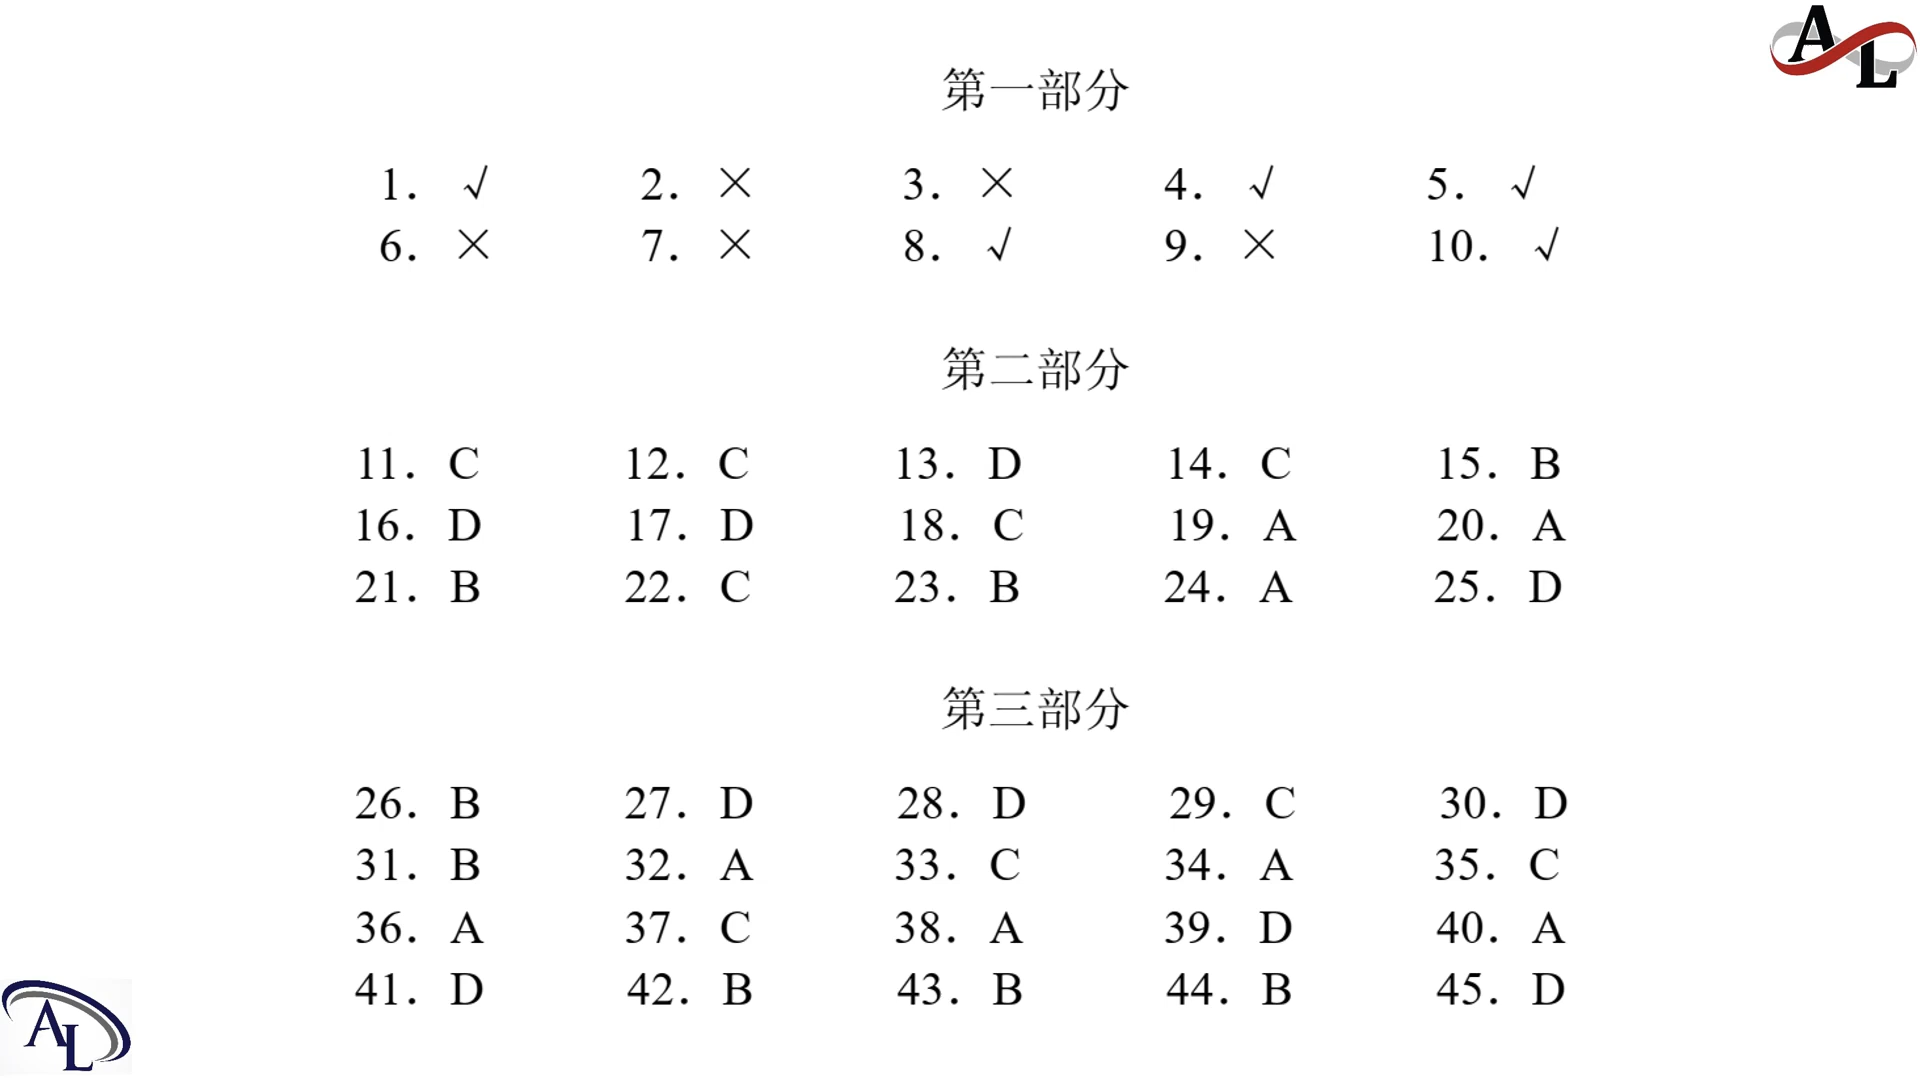 AL
第一部分
1. √ 2. × 3. × 4. √ 5. √
6. × 7. × 8. √ 9. × 10. √
第二部分
11. C 12. C 13. D 14. C 15. B
16. D 17. D 18. C 19. A 20. A
21. B 22. C 23. B 24. A 25. D
第三部分
26. B 27. D 28. D 29. C 30. D
31. B 32. A 33. C 34. A 35. C
36. A 37. C 38. A 39. D 40. A
41. D 42. B 43. B 44. B 45. D
AL